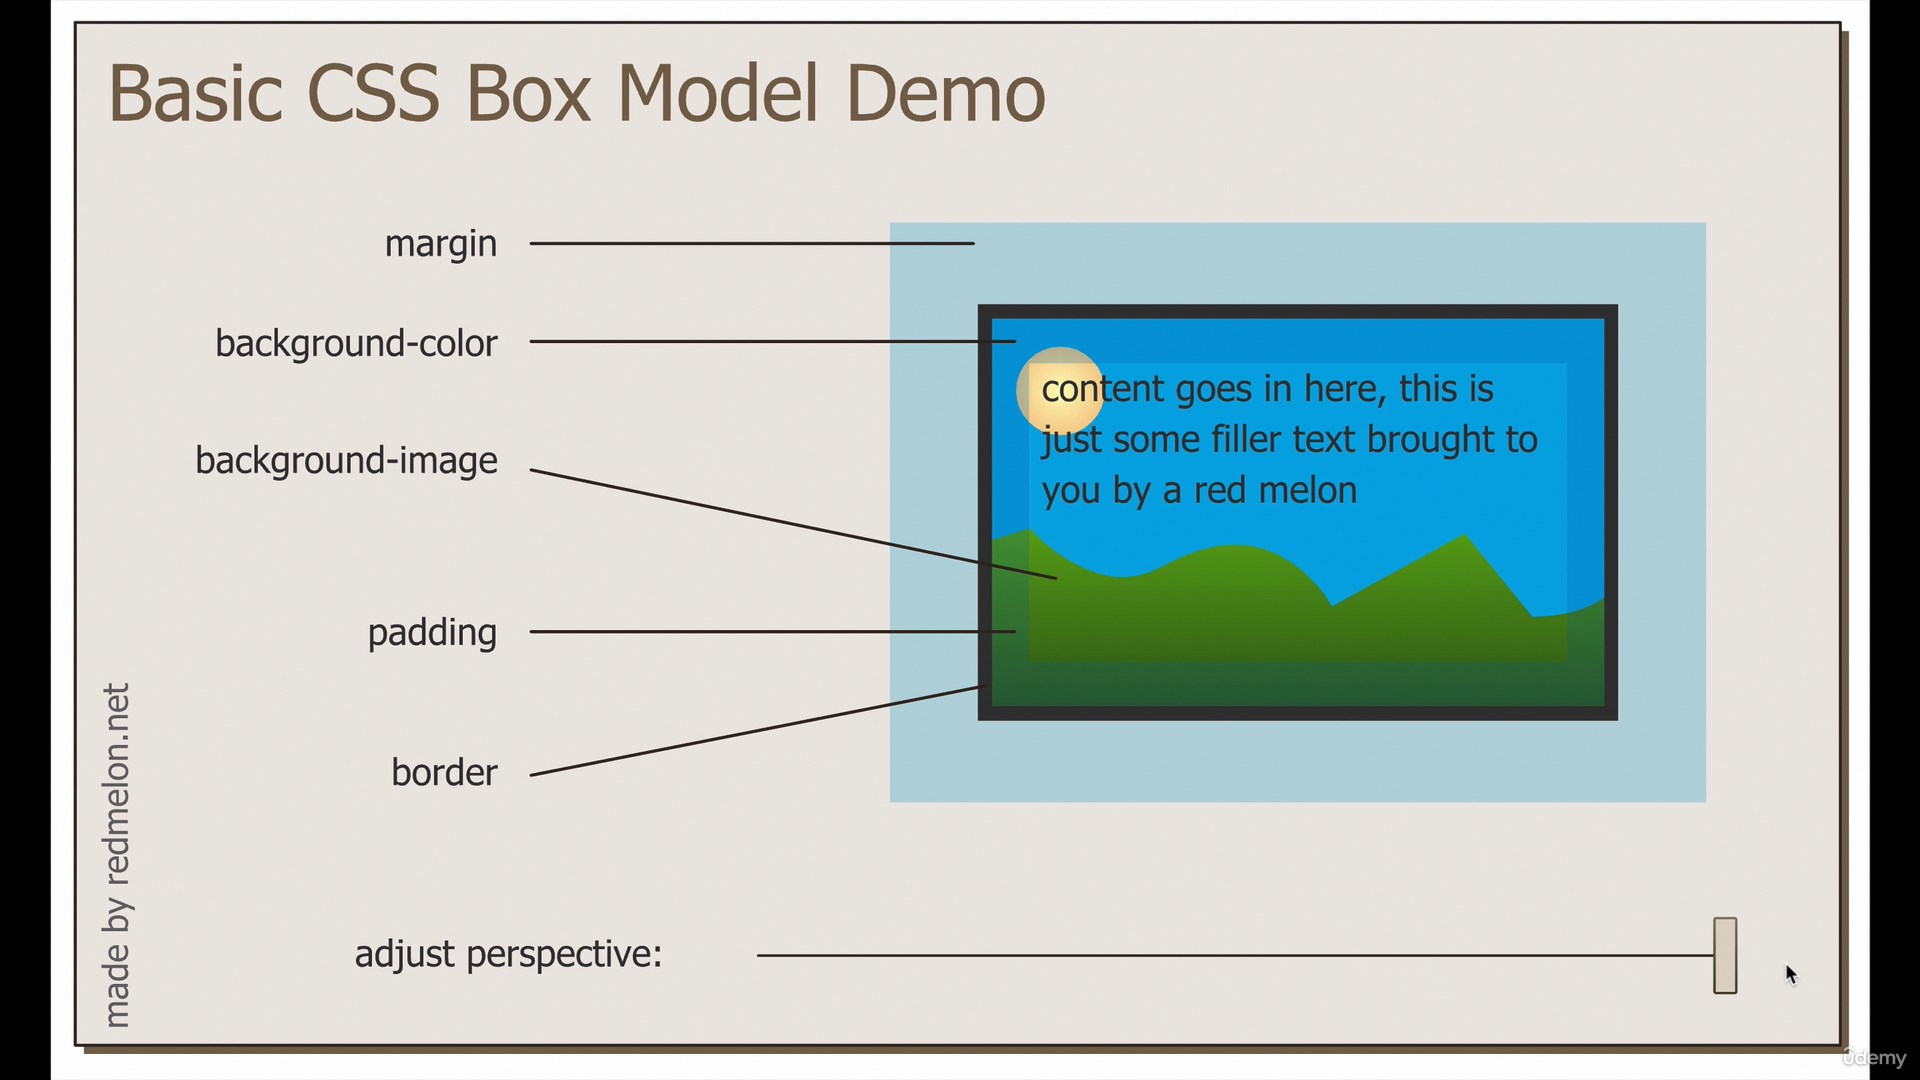 Basic CSS Box Model Demo
margin
background-color
background-image
padding
border
content goes in here, this is
just some filler text brought to
you by a red melon
made by redmelon.net
adjust perspective:
ûdemy